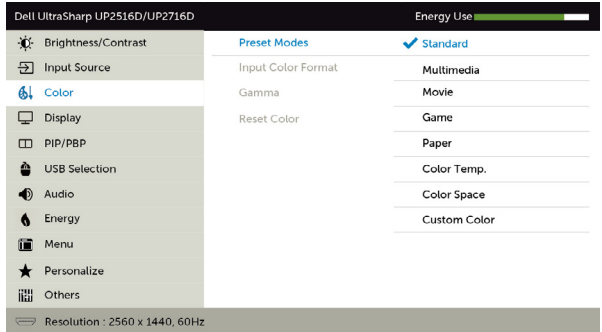 Dell UltraSharp UP2516D/UP2716D Energy Use
Brightness/Contrast Preset Modes Standard
Input Source Input Color Format Multimedia
Color Gamma Movie
Display Reset Color Game
PIP/PBP Paper
USB Selection Color Temp.
Audio Color Space
Energy Custom Color
Menu
Personalize
Others
Resolution : 2560 x 1440, 60Hz